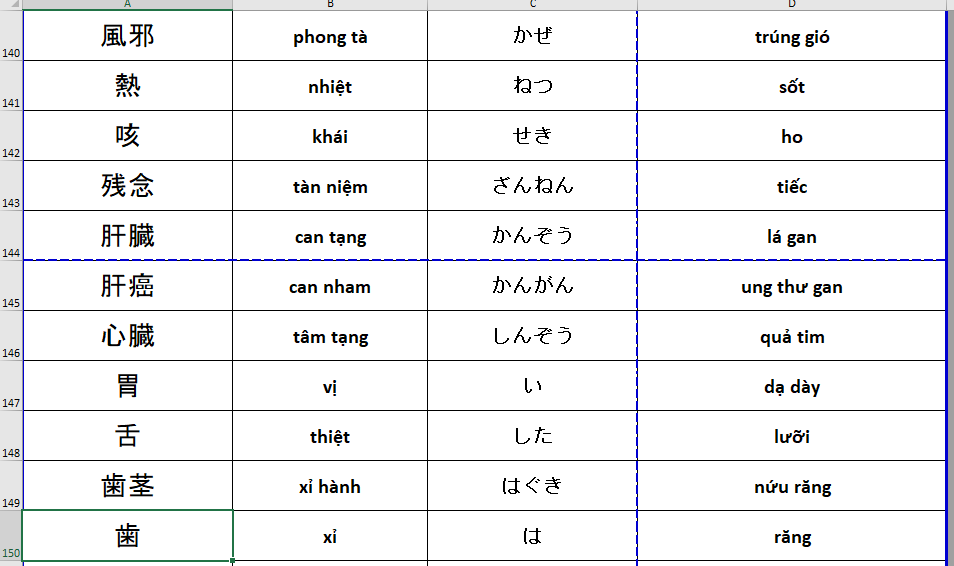 A B C D
140 風邪 phong tà かぜ trúng gió
141 熱 nhiệt ねつ sốt
142 咳 khái せき ho
143 残念 tàn niệm ざんねん tiếc
144 肝臓 can tạng かんぞう lá gan
145 肝癌 can nham かんがん ung thư gan
146 心臓 tâm tạng しんぞう quả tim
147 胃 vị い dạ dày
148 舌 thiệt した lưỡi
149 歯茎 xỉ hành はぐき nứu răng
150 歯 xỉ は răng